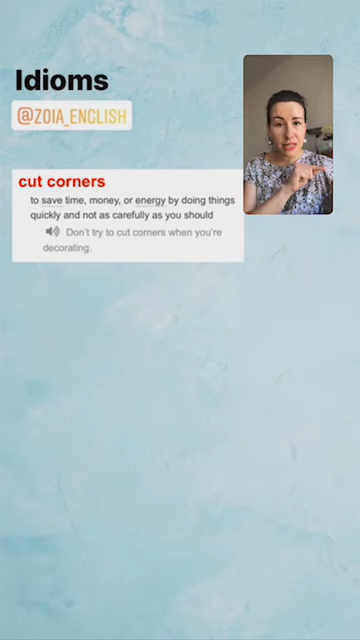 Idioms
@ZOIA_ENGLISH
cut corners
to save time, money, or energy by doing things
quickly and not as carefully as you should
Don't try to cut corners when you're
decorating.